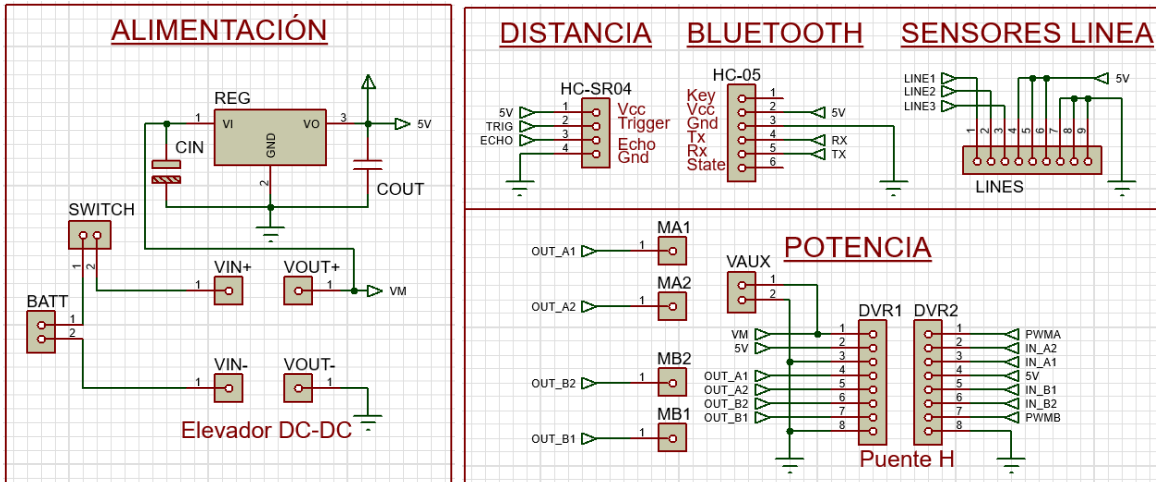 ALIMENTACIÓN
REG
1 VI VO 3
5V
GND
2
CIN
COUT
SWITCH
1
2
VIN+
1
VOUT+
1
VM
BATT
1
2
VIN-
1
VOUT-
1
Elevador DC-DC
DISTANCIA
HC-SR04
5V 1 Vcc
TRIG 2 Trigger
ECHO 3 Echo
4 Gnd
BLUETOOTH
HC-05
Key 1
Vcc 2 5V
Gnd 3
Tx 4 RX
Rx 5 TX
State 6
SENSORES LINEA
LINE1
LINE2
LINE3
5V
1 2 3 4 5 6 7 8 9
LINES
POTENCIA
MA1
OUT_A1 1
MA2
OUT_A2 1
MB2
OUT_B2 1
MB1
OUT_B1 1
VAUX
1
2
DVR1
VM 1
5V 2
3
OUT_A1 4
OUT_A2 5
OUT_B2 6
OUT_B1 7
8
DVR2
1 PWMA
2 IN_A2
3 IN_A1
4 5V
5 IN_B1
6 IN_B2
7 PWMB
8
Puente H